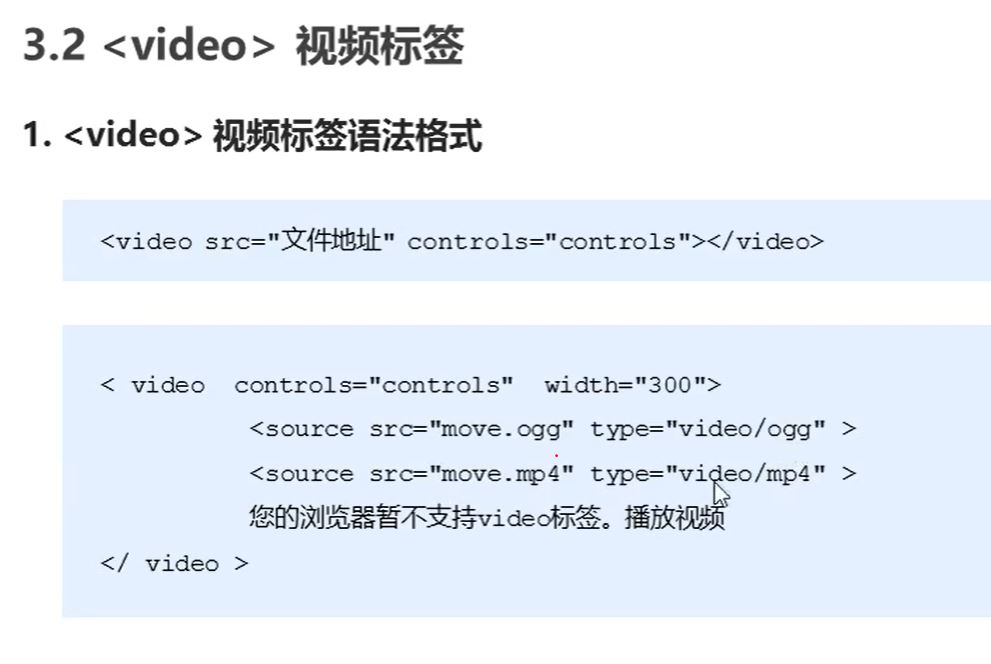 3.2 <video> 视频标签
1. <video> 视频标签语法格式
<video src="文件地址" controls="controls"></video>
< video  controls="controls"  width="300">
<source src="move.ogg" type="video/ogg" >
<source src="move.mp4" type="video/mp4" >
您的浏览器暂不支持video标签。播放视频
</ video >